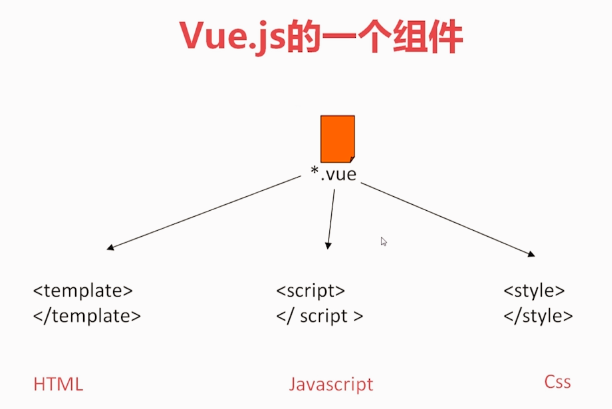 Vue.js的一个组件
*.vue
<template>
</template>
<script>
</ script >
<style>
</style>
HTML
Javascript
Css